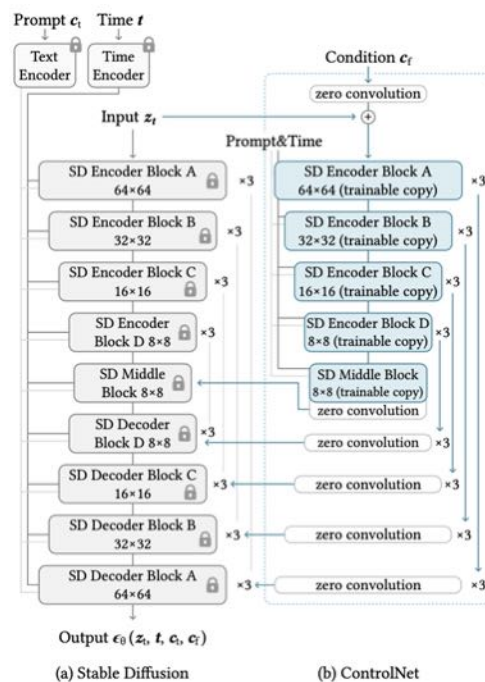 Prompt cₜ
Time t
Text
Encoder
Time
Encoder
Input zₜ
SD Encoder Block A
64×64
×3
SD Encoder Block B
32×32
×3
SD Encoder Block C
16×16
×3
SD Encoder
Block D 8×8
×3
SD Middle
Block 8×8
SD Decoder
Block D 8×8
×3
SD Decoder Block C
16×16
×3
SD Decoder Block B
32×32
×3
SD Decoder Block A
64×64
×3
Output ϵθ(zₜ, t, cₜ, c_f)
(a) Stable Diffusion
Condition c_f
zero convolution
+
Prompt&Time
SD Encoder Block A
64×64 (trainable copy)
×3
SD Encoder Block B
32×32 (trainable copy)
×3
SD Encoder Block C
16×16 (trainable copy)
×3
SD Encoder Block D
8×8 (trainable copy)
×3
SD Middle Block
8×8 (trainable copy)
zero convolution
zero convolution
×3
zero convolution
×3
zero convolution
×3
zero convolution
×3
(b) ControlNet